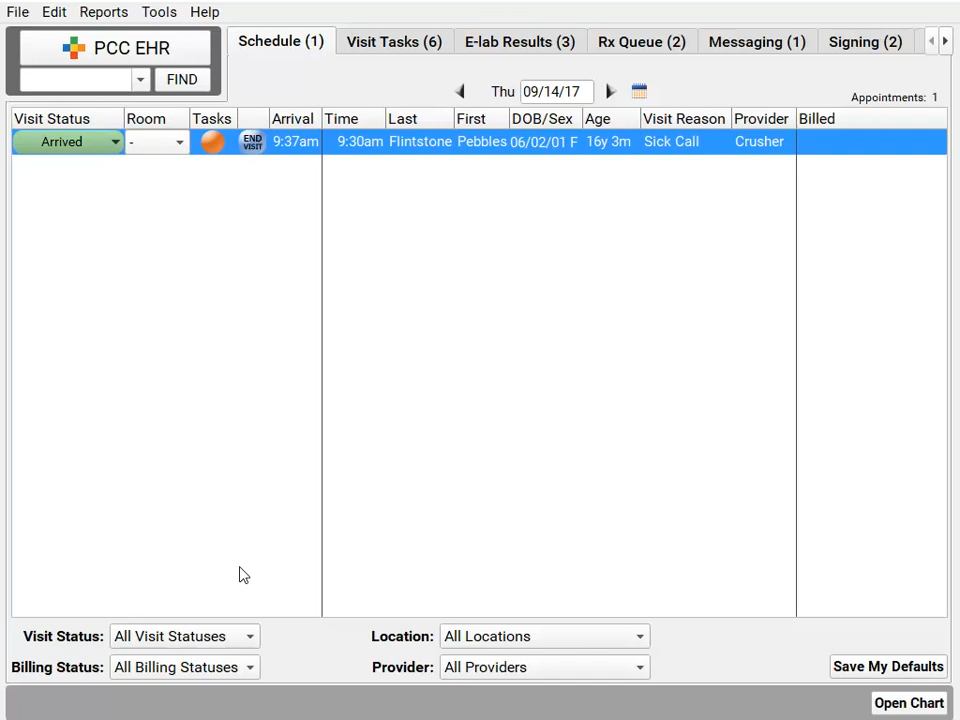 File Edit Reports Tools Help
PCC EHR
FIND
Schedule (1) Visit Tasks (6) E-lab Results (3) Rx Queue (2) Messaging (1) Signing (2)
Thu 09/14/17
Appointments: 1
Visit Status Room Tasks Arrival Time Last First DOB/Sex Age Visit Reason Provider Billed
Arrived - END VISIT 9:37am 9:30am Flintstone Pebbles 06/02/01 F 16y 3m Sick Call Crusher
Visit Status: All Visit Statuses Location: All Locations
Billing Status: All Billing Statuses Provider: All Providers Save My Defaults
Open Chart